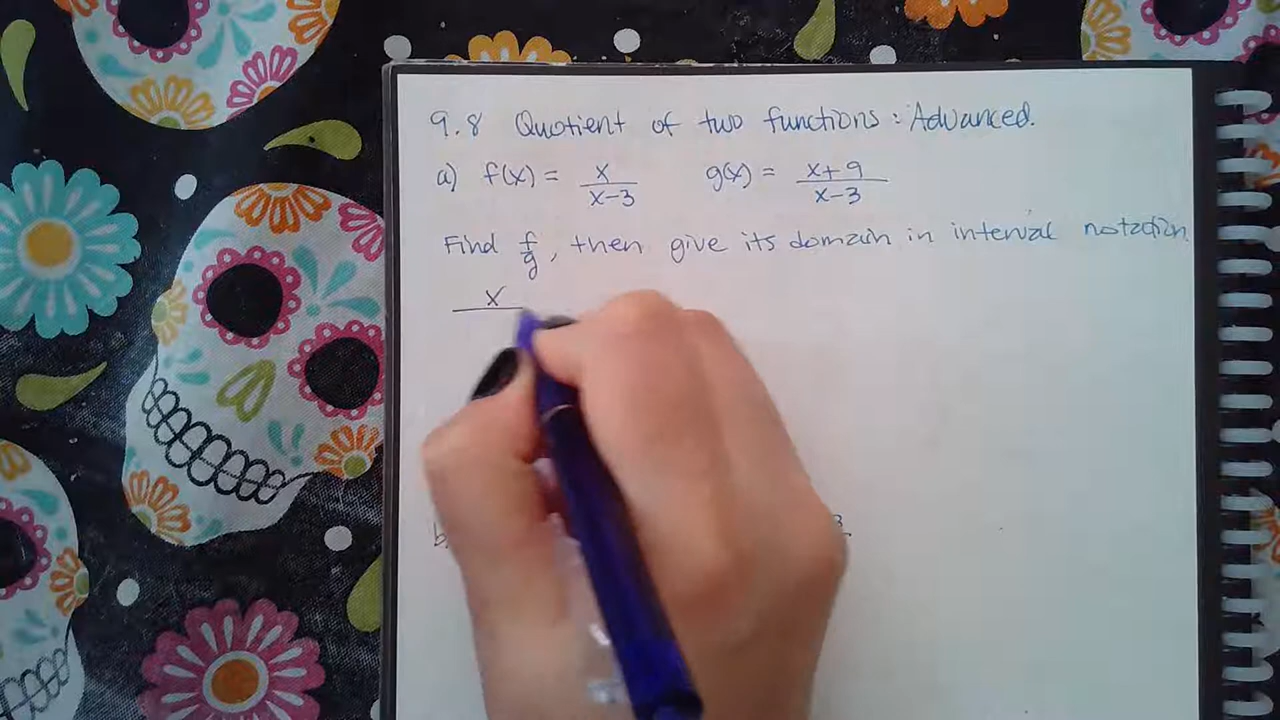 9.8 Quotient of two functions: Advanced.
a) f(x) = x/(x-3) g(x) = (x+9)/(x-3)
Find f/g, then give its domain in interval notation.
x
b.